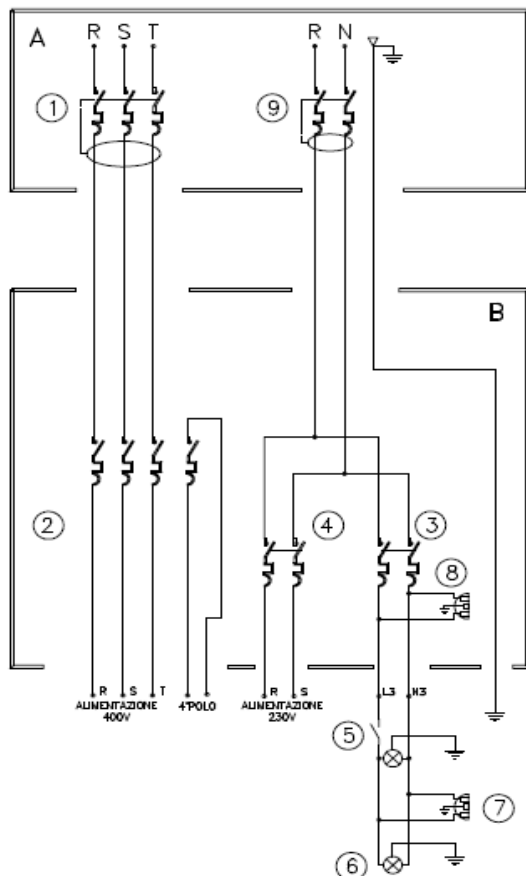 A R S T R N
1 9
B
2 4 3
8
R S T R S L3 N3
ALIMENTAZIONE 4°POLO ALIMENTAZIONE
400V 230V
5
7
6